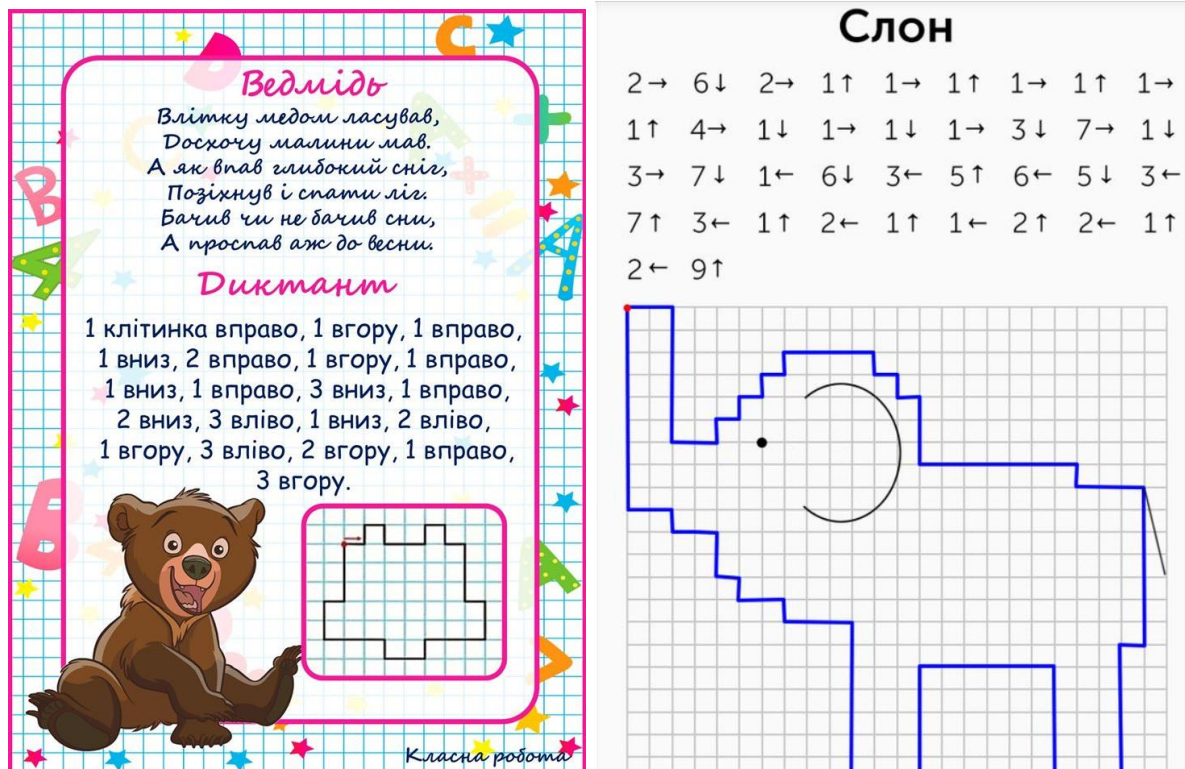 Ведмідь
Влітку медом ласував,
Досхочу малини мав.
А як впав глибокий сніг,
Позіхнув і спати ліг.
Бачив чи не бачив сни,
А проспав аж до весни.
Диктант
1 клітинка вправо, 1 вгору, 1 вправо,
1 вниз, 2 вправо, 1 вгору, 1 вправо,
1 вниз, 1 вправо, 3 вниз, 1 вправо,
2 вниз, 3 вліво, 1 вниз, 2 вліво,
1 вгору, 3 вліво, 2 вгору, 1 вправо,
3 вгору.
Класна робота
Слон
2→ 6↓ 2→ 1↑ 1→ 1↑ 1→ 1↑ 1→
1↑ 4→ 1↓ 1→ 1↓ 1→ 3↓ 7→ 1↓
3→ 7↓ 1← 6↓ 3← 5↑ 6← 5↓ 3←
7↑ 3← 1↑ 2← 1↑ 1← 2↑ 2← 1↑
2← 9↑